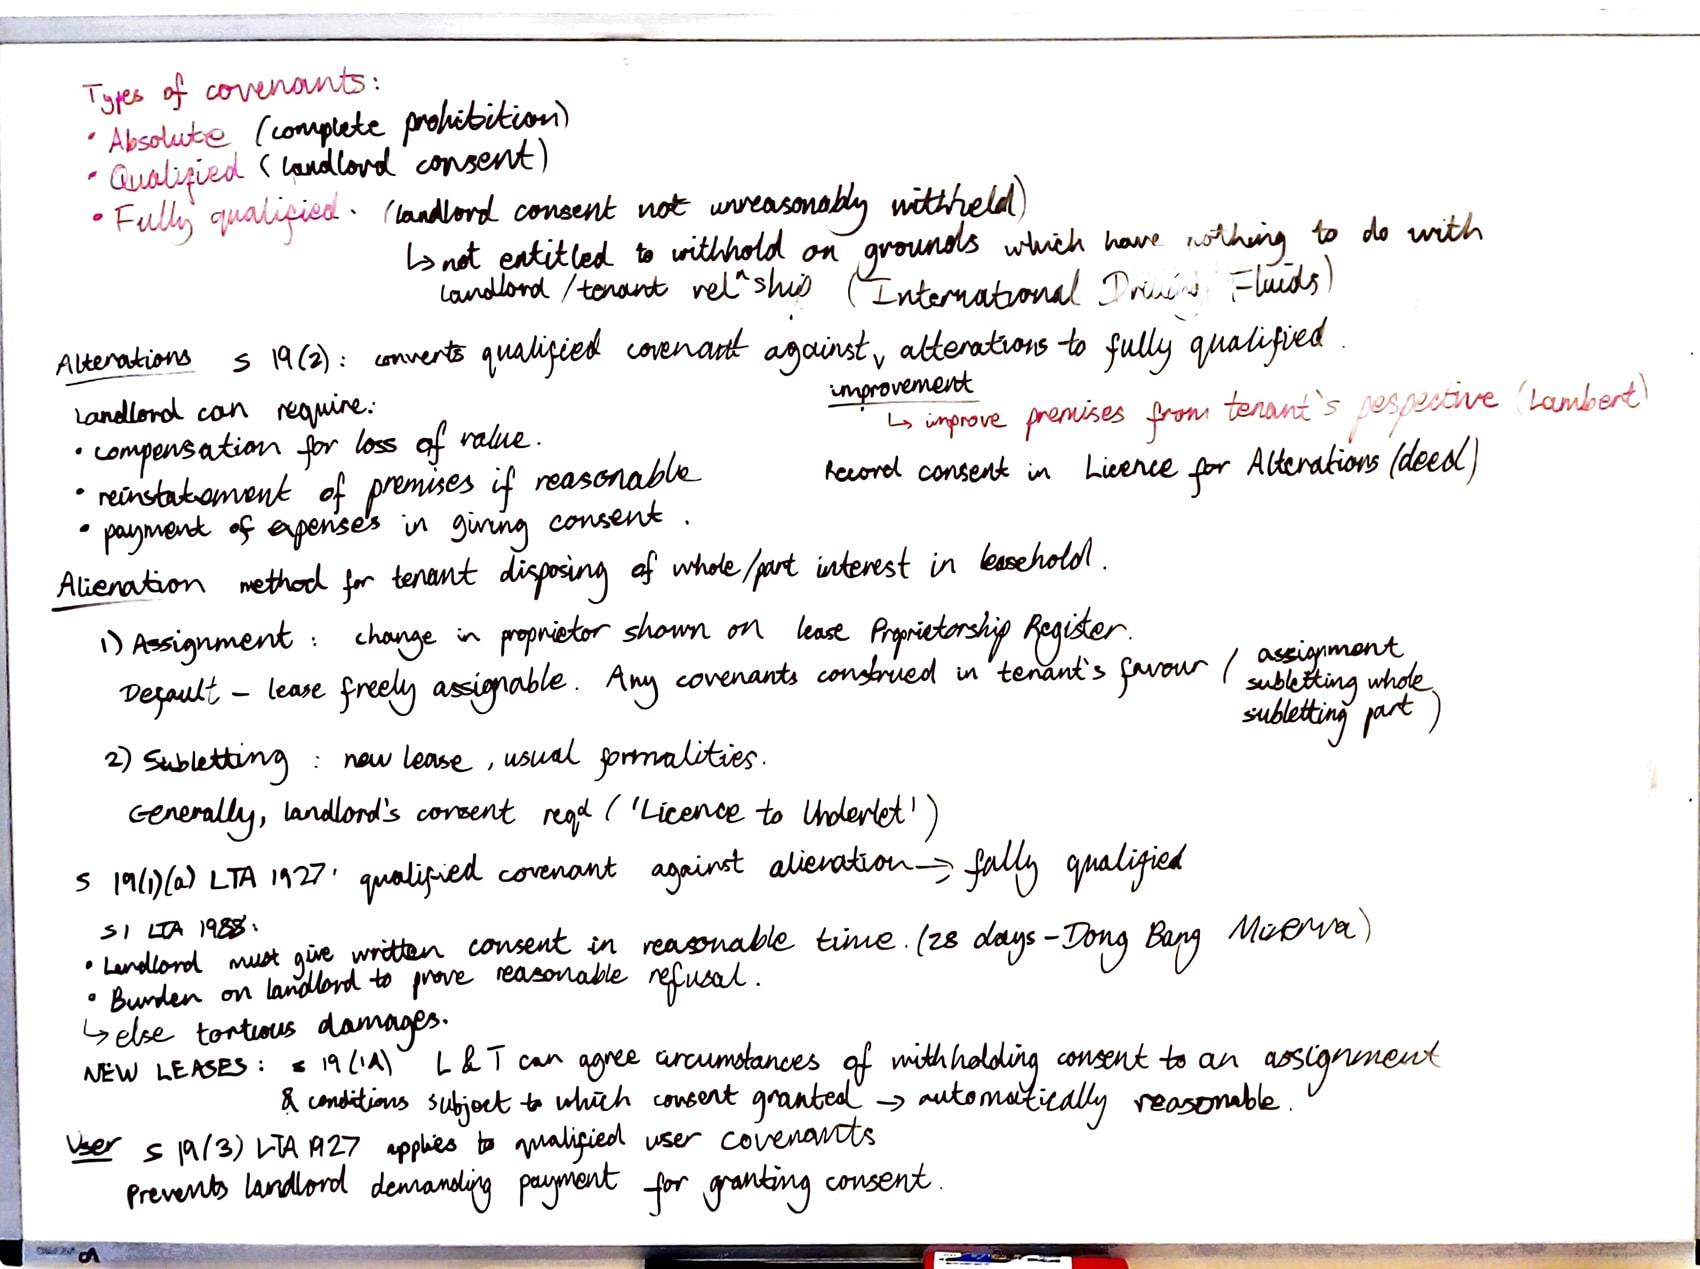 Types of covenants:
• Absolute (complete prohibition)
• Qualified (landlord consent)
• Fully qualified. (landlord consent not unreasonably withheld)
↳ not entitled to withhold on grounds which have nothing to do with
landlord/tenant relⁿship (International Drilling Fluids)
Alterations s 19(2): converts qualified covenant against ᵥ alterations to fully qualified.
improvement
↳ improve premises from tenant's pespective (Lambert)
Landlord can require:
• compensation for loss of value.
• reinstatement of premises if reasonable
• payment of expenses in giving consent.
Record consent in Licence for Alterations (deed)
Alienation method for tenant disposing of whole/part interest in leasehold.
1) Assignment: change in proprietor shown on lease Proprietorship Register.
Default – lease freely assignable. Any covenants construed in tenant's favour (assignment
subletting whole
subletting part)
2) Subletting: new lease, usual formalities.
Generally, landlord's consent reqd ('Licence to Underlet')
s 19(1)(a) LTA 1927: qualified covenant against alienation → fully qualified
S1 LTA 1988:
• Landlord must give written consent in reasonable time. (28 days – Dong Bang Minerva)
• Burden on landlord to prove reasonable refusal.
↳ else tortious damages.
NEW LEASES: s 19(1A) L & T can agree circumstances of withholding consent to an assignment
& conditions subject to which consent granted → automatically reasonable.
User s 19(3) LTA 1927 applies to qualified user covenants
Prevents landlord demanding payment for granting consent.